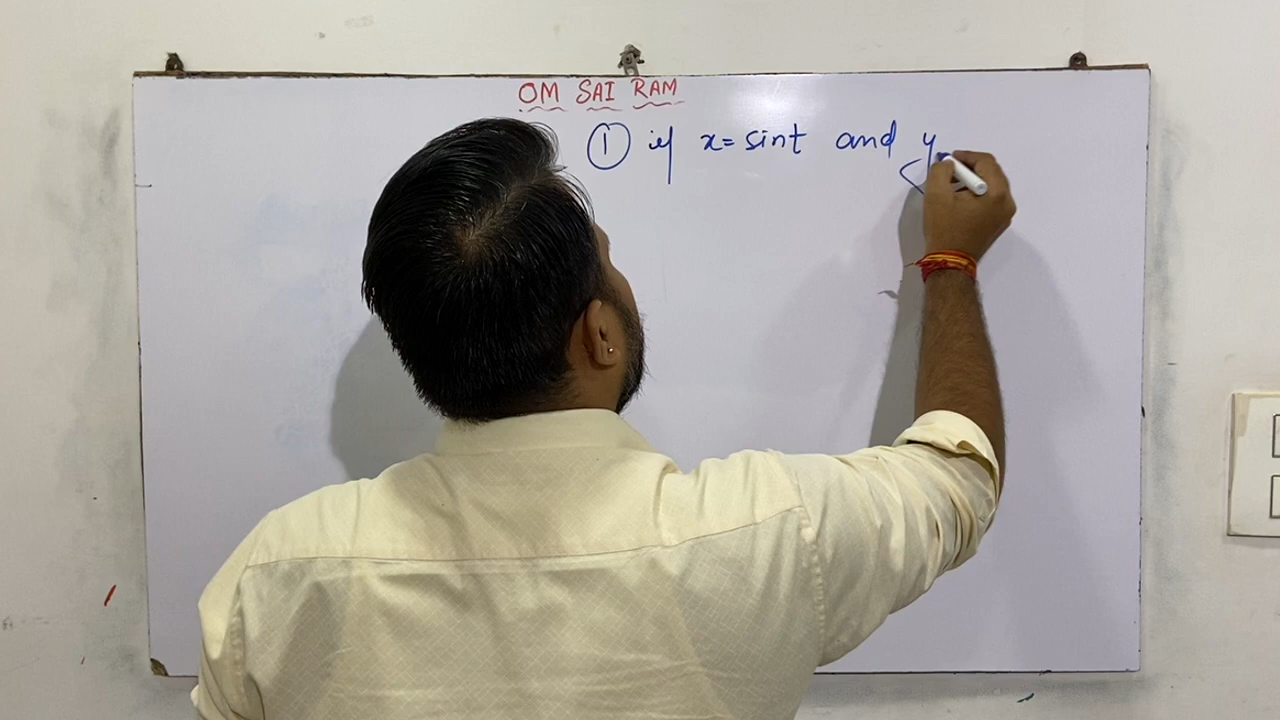 OM SAI RAM
① if x=sint and y